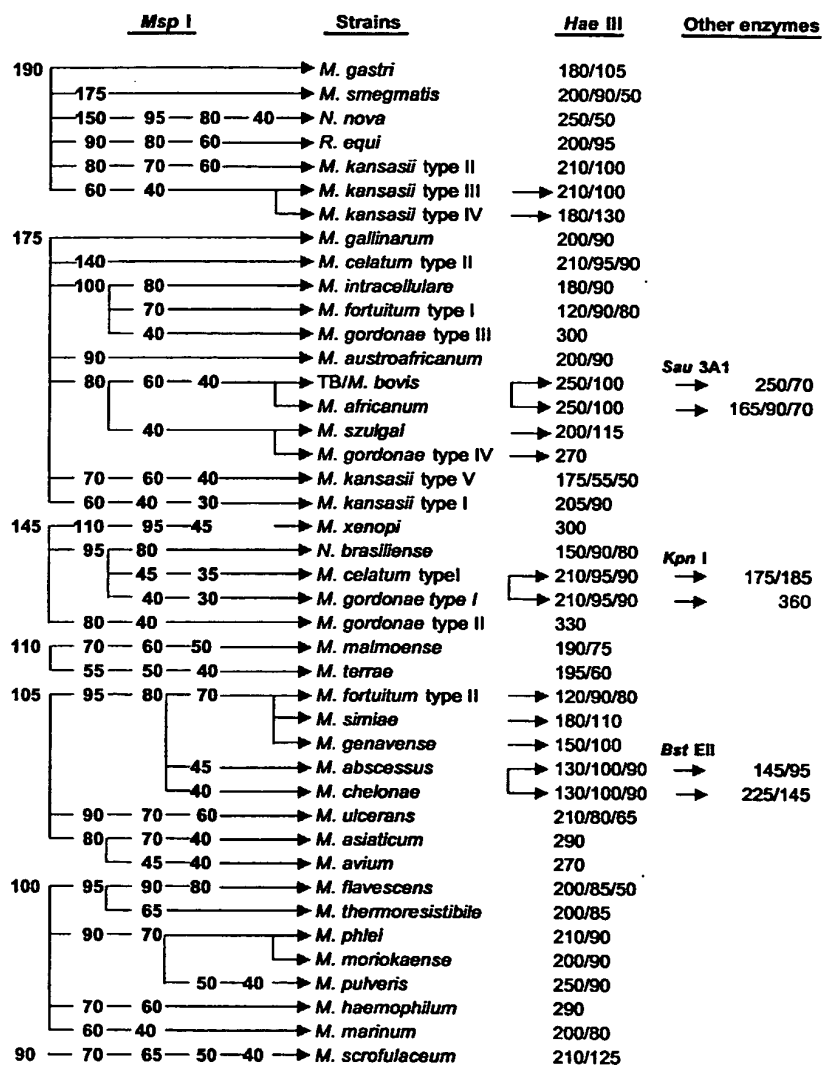 Msp I Strains Hae III Other enzymes
190 M. gastri 180/105
175 M. smegmatis 200/90/50
150 95 80 40 N. nova 250/50
90 80 60 R. equi 200/95
80 70 60 M. kansasii type II 210/100
60 40 M. kansasii type III 210/100
M. kansasii type IV 180/130
175 M. gallinarum 200/90
140 M. celatum type II 210/95/90
100 80 M. intracellulare 180/90
70 M. fortuitum type I 120/90/80
40 M. gordonae type III 300
90 M. austroafricanum 200/90
Sau 3A1
80 60 40 TB/M. bovis 250/100 250/70
M. africanum 250/100 165/90/70
40 M. szulgai 200/115
M. gordonae type IV 270
70 60 40 M. kansasii type V 175/55/50
60 40 30 M. kansasii type I 205/90
145 110 95 45 M. xenopi 300
95 80 N. brasiliense 150/90/80
Kpn I
45 35 M. celatum typeI 210/95/90 175/185
40 30 M. gordonae type I 210/95/90 360
80 40 M. gordonae type II 330
110 70 60 50 M. malmoense 190/75
55 50 40 M. terrae 195/60
105 95 80 70 M. fortuitum type II 120/90/80
M. simiae 180/110
M. genavense 150/100
Bst EII
45 M. abscessus 130/100/90 145/95
40 M. chelonae 130/100/90 225/145
90 70 60 M. ulcerans 210/80/65
80 70 40 M. asiaticum 290
45 40 M. avium 270
100 95 90 80 M. flavescens 200/85/50
65 M. thermoresistibile 200/85
90 70 M. phlei 210/90
M. moriokaense 200/90
50 40 M. pulveris 250/90
70 60 M. haemophilum 290
60 40 M. marinum 200/80
90 70 65 50 40 M. scrofulaceum 210/125